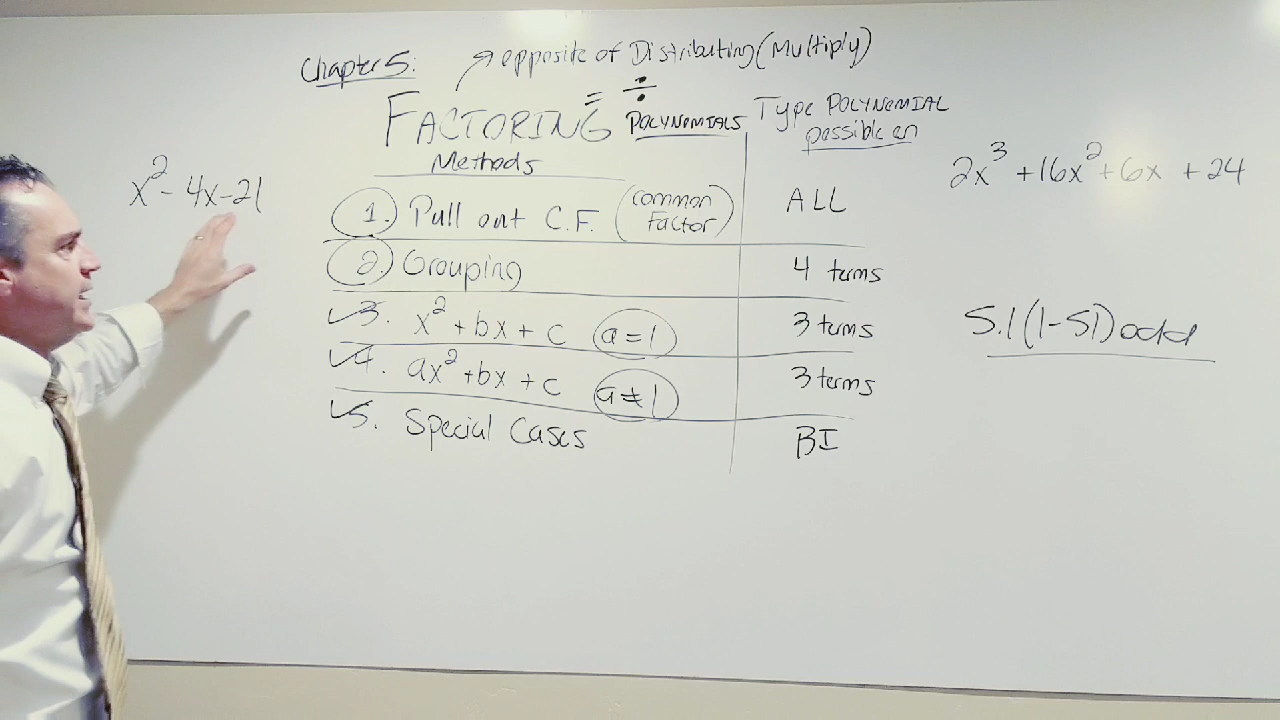 Chapter 5:
opposite of Distributing (Multiply)
FACTORING = ÷ POLYNOMIALS
Type POLYNEMIAL
possible on
Methods
x² - 4x - 21
1. Pull out C.F. (common Factor) ALL
2. Grouping 4 terms
3. x² + bx + c a = 1 3 terms
4. ax² + bx + c a ≠ 1 3 terms
5. Special Cases BI
2x³ + 16x² + 6x + 24
5.1 (1-51) odd